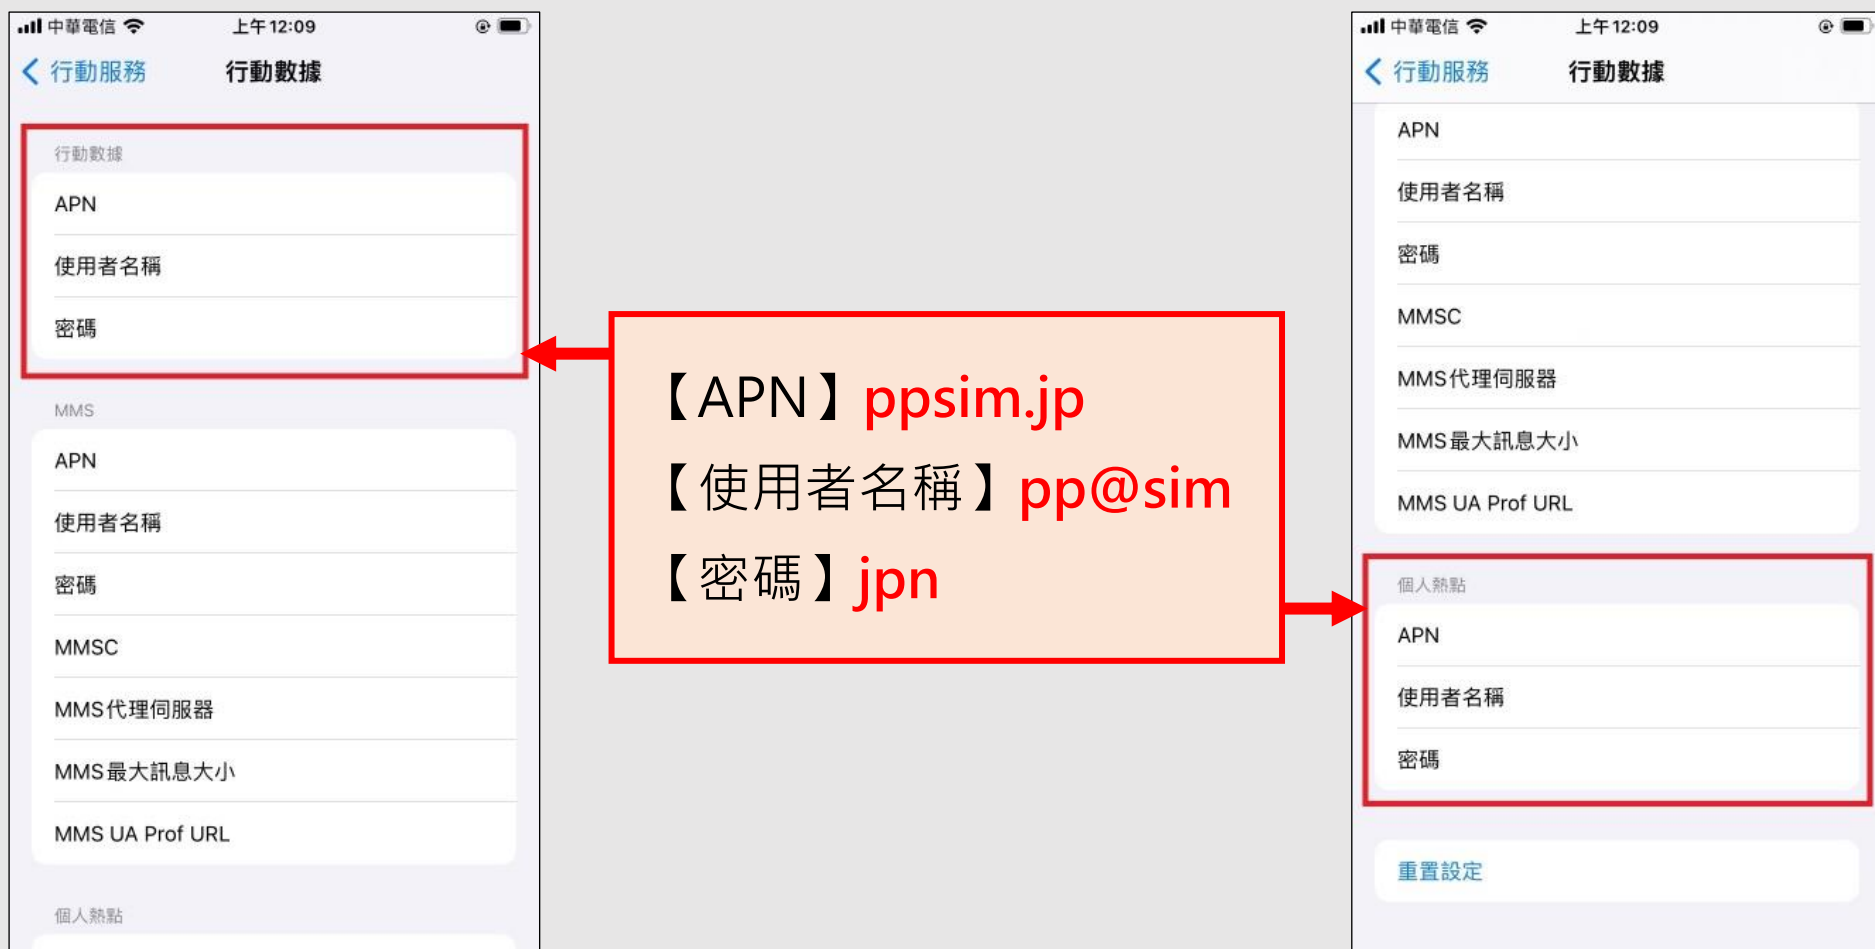 中華電信 上午12:09
行動服務 行動數據
行動數據
APN
使用者名稱
密碼
MMS
APN
使用者名稱
密碼
MMSC
MMS代理伺服器
MMS最大訊息大小
MMS UA Prof URL
個人熱點
【APN】ppsim.jp
【使用者名稱】pp@sim
【密碼】jpn
中華電信 上午12:09
行動服務 行動數據
APN
使用者名稱
密碼
MMSC
MMS代理伺服器
MMS最大訊息大小
MMS UA Prof URL
個人熱點
APN
使用者名稱
密碼
重置設定